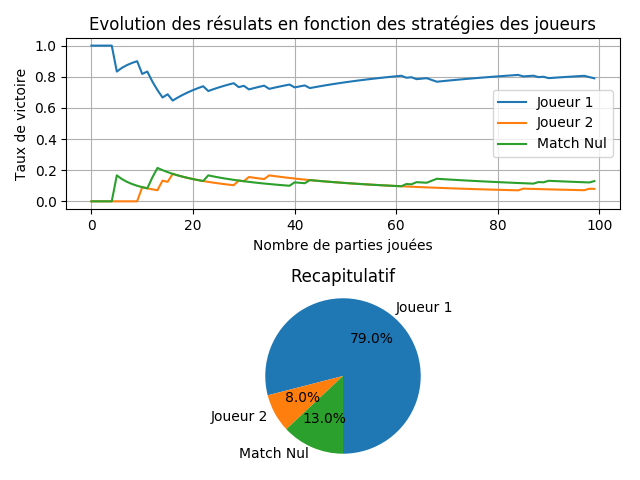 Evolution des résulats en fonction des stratégies des joueurs
Taux de victoire
1.0
0.8
0.6
0.4
0.2
0.0
Joueur 1
Joueur 2
Match Nul
0 20 40 60 80 100
Nombre de parties jouées
Recapitulatif
Joueur 1
79.0%
8.0%
Joueur 2
13.0%
Match Nul